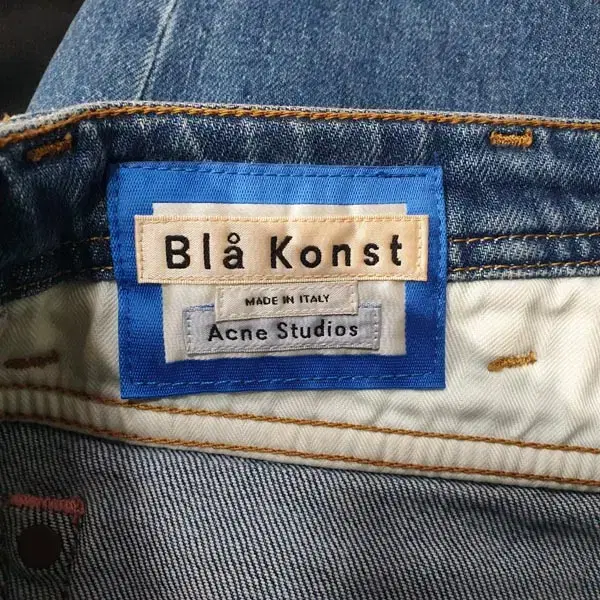 Blå Konst
MADE IN ITALY
Acne Studios